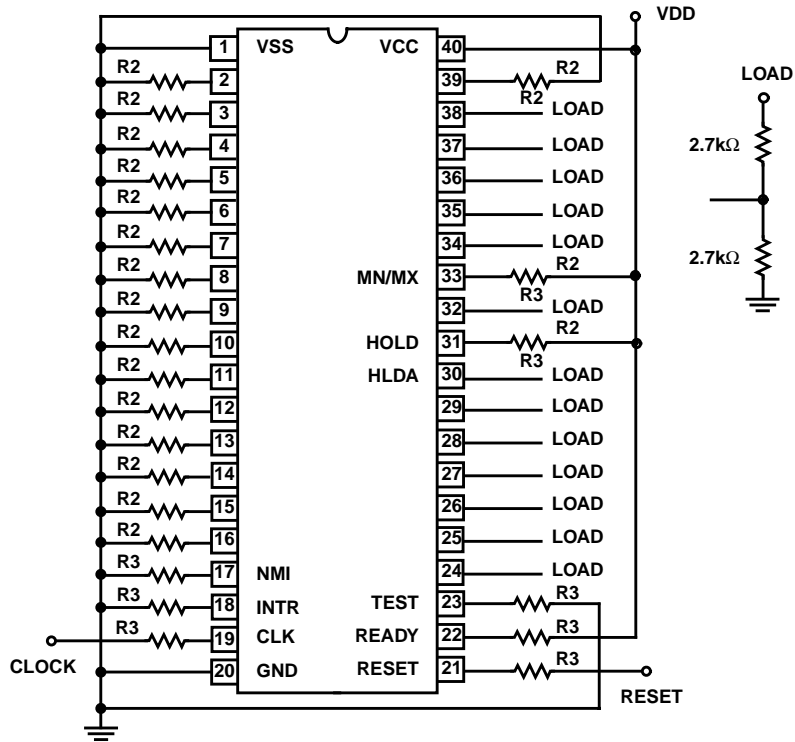 VDD
1 VSS VCC 40
R2 2 39 R2
R2
LOAD
R2 3 38 LOAD
R2 4 37 LOAD
2.7kΩ
R2 5 36 LOAD
R2 6 35 LOAD
R2 7 34 LOAD
2.7kΩ
R2 8 MN/MX 33 R2
R3
R2 9 32 LOAD
R2 10 HOLD 31 R2
R3
R2 11 HLDA 30 LOAD
R2 12 29 LOAD
R2 13 28 LOAD
R2 14 27 LOAD
R2 15 26 LOAD
R2 16 25 LOAD
R3 17 NMI 24 LOAD
R3 18 INTR TEST 23 R3
R3 19 CLK READY 22 R3
CLOCK
20 GND RESET 21 R3
RESET